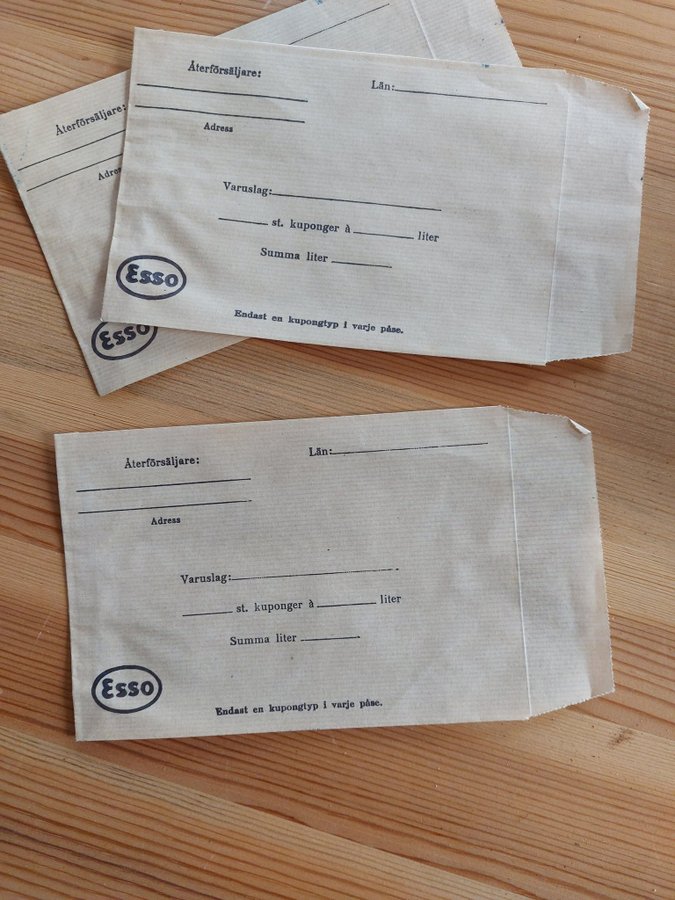 Återförsäljare:
Adress
Esso
Återförsäljare: Län:
Adress
Varuslag:
st. kuponger à liter
Summa liter
Esso
Endast en kupongtyp i varje påse.
Återförsäljare: Län:
Adress
Varuslag:
st. kuponger à liter
Summa liter
Esso
Endast en kupongtyp i varje påse.